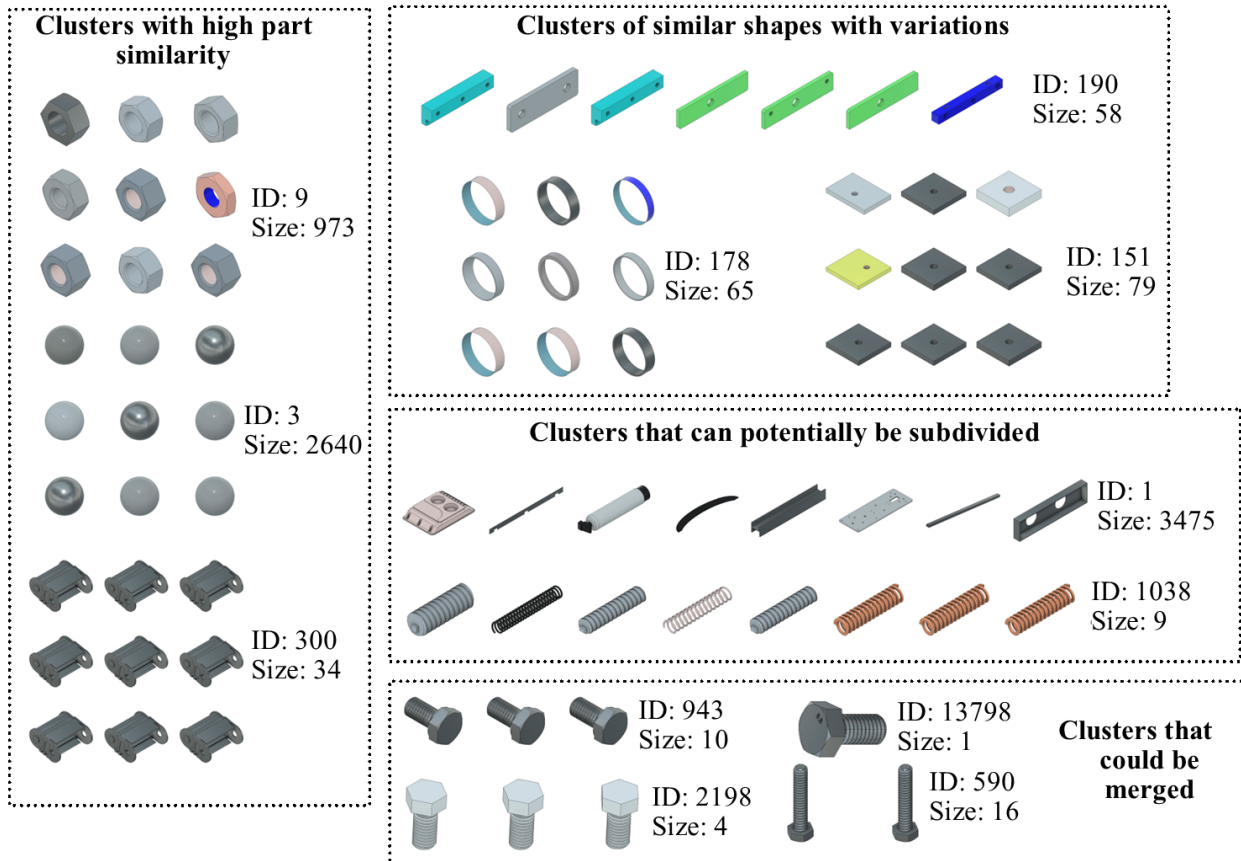 Clusters with high part
similarity
ID: 9
Size: 973
ID: 3
Size: 2640
ID: 300
Size: 34
Clusters of similar shapes with variations
ID: 190
Size: 58
ID: 178
Size: 65
ID: 151
Size: 79
Clusters that can potentially be subdivided
ID: 1
Size: 3475
ID: 1038
Size: 9
ID: 943
Size: 10
ID: 13798
Size: 1
ID: 2198
Size: 4
ID: 590
Size: 16
Clusters that
could be
merged